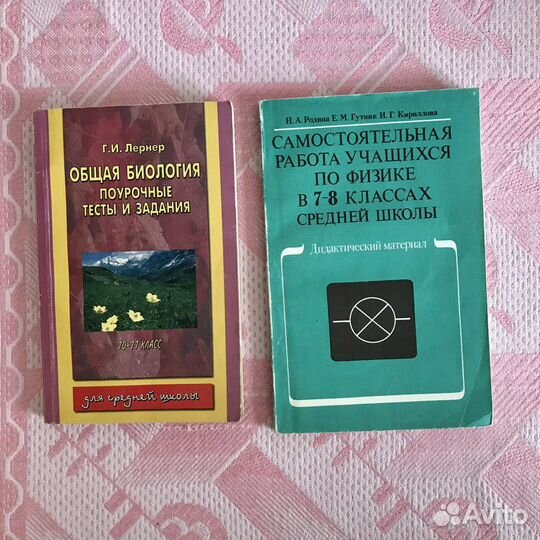 Г.И. Лернер
ОБЩАЯ БИОЛОГИЯ
ПОУРОЧНЫЕ
ТЕСТЫ И ЗАДАНИЯ
10-11 КЛАСС
для средней школы
Н. А. Родина Е. М. Гутник И. Г. Кириллова
САМОСТОЯТЕЛЬНАЯ
РАБОТА УЧАЩИХСЯ
ПО ФИЗИКЕ
В 7-8 КЛАССАХ
СРЕДНЕЙ ШКОЛЫ
Дидактический материал
Avito